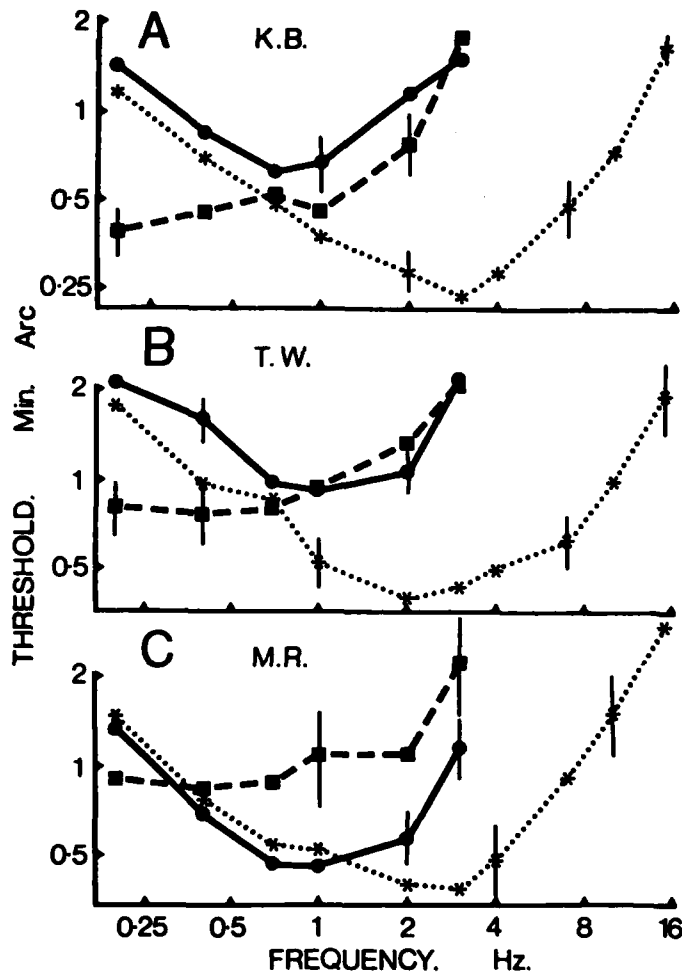 A K.B.
2
1
0·5
0·25
B T.W.
2
1
0·5
C M.R.
2
1
0·5
THRESHOLD. Min. Arc
0·25 0·5 1 2 4 8 16
FREQUENCY. Hz.